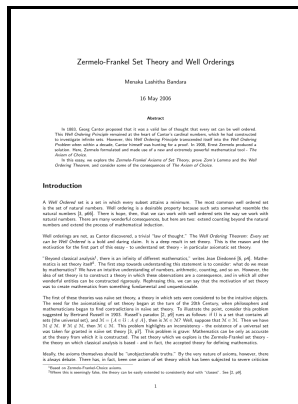 Zermelo-Frankel Set Theory and Well Orderings
Menaka Lashitha Bandara
16 May 2006
Abstract
In 1883, Georg Cantor proposed that it was a valid law of thought that every set can be well ordered.
This Well Ordering Principle remained at the heart of Cantor's cardinal numbers, which he had constructed
to investigate infinite sets. However, this Well Ordering Principle transcended itself into the Well Ordering
Problem when within a decade, Cantor himself was hunting for a proof. In 1908, Ernst Zermelo produced a
solution. Here, Zermelo formulated and made use of a new and extremely powerful mathematical tool - The
Axiom of Choice.
In this essay, we explore the Zermelo-Frankel Axioms of Set Theory, prove Zorn's Lemma and the Well
Ordering Theorem, and consider some of the consequences of The Axiom of Choice.
Introduction
A Well Ordered set is a set in which every subset attains a minimum. The most common well ordered set
is the set of natural numbers. Well ordering is a desirable property because such sets somewhat resemble the
natural numbers [1, p66]. There is hope, then, that we can work with well ordered sets the way we work with
natural numbers. There are many wonderful consequences, but here are two: extend counting beyond the natural
numbers and extend the process of mathematical induction.
Well orderings are not, as Cantor discovered, a trivial "law of thought." The Well Ordering Theorem: Every set
can be Well Ordered is a bold and daring claim. It is a deep result in set theory. This is the reason and the
motivation for the first part of this essay - to understand set theory - in particular axiomatic set theory.
"Beyond classical analysis¹, there is an infinity of different mathematics," writes Jean Dieudonné [6, p4]. Mathe-
matics is set theory itself². The first step towards understanding this statement is to consider: what do we mean
by mathematics? We have an intuitive understanding of numbers, arithmetic, counting, and so on. However, the
idea of set theory is to construct a theory in which these observations are a consequence, and in which all other
wonderful entities can be constructed rigorously. Rephrasing this, we can say that the motivation of set theory
was to create mathematics from something fundamental and unquestionable.
The first of these theories was naive set theory, a theory in which sets were considered to be the intuitive objects.
The need for the axiomatising of set theory began at the turn of the 20th Century, when philosophers and
mathematicians began to find contradictions in naive set theory. To illustrate the point, consider this problem
suggested by Bertrand Russell in 1903. Russell's paradox [1, p59] runs as follows: if U is a set that contains all
sets (the universal set), and M = {A ∈ U : A ∉ A}, then is M ∈ M? Well, suppose that M ∈ M. Then we have
M ∉ M. If M ∉ M, then M ∈ M. This problem highlights an inconsistency - the existence of a universal set
was taken for granted in naive set theory [3, p7]. This problem is grave: Mathematics can be only as accurate
at the theory from which it is constructed. The set theory which we explore is the Zermelo-Frankel set theory -
the theory on which classical analysis is based - and in fact, the accepted theory for defining mathematics.
Ideally, the axioms themselves should be "unobjectionable truths." By the very nature of axioms, however, there
is always debate. There had, in fact, been one axiom of set theory which has been subjected to severe criticism
¹Based on Zermelo-Frankel-Choice axioms.
²Where this is seemingly false, the theory can be easily extended to consistently deal with "classes". See [2, p9].
1